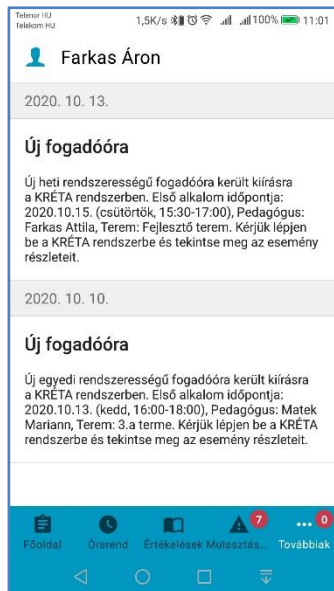 Telenor HU
Telekom HU
1,5K/s 100% 11:01
Farkas Áron
2020. 10. 13.
Új fogadóóra
Új heti rendszerességű fogadóóra került kiírásra
a KRÉTA rendszerben. Első alkalom időpontja:
2020.10.15. (csütörtök, 15:30-17:00), Pedagógus:
Farkas Attila, Terem: Fejlesztő terem. Kérjük lépjen
be a KRÉTA rendszerbe és tekintse meg az esemény
részleteit.
2020. 10. 10.
Új fogadóóra
Új egyedi rendszerességű fogadóóra került kiírásra
a KRÉTA rendszerben. Első alkalom időpontja:
2020.10.13. (kedd, 16:00-18:00), Pedagógus: Matek
Mariann, Terem: 3.a terme. Kérjük lépjen be a KRÉTA
rendszerbe és tekintse meg az esemény részleteit.
7 0
Főoldal Órarend Értékelések Mulasztás... Továbbiak